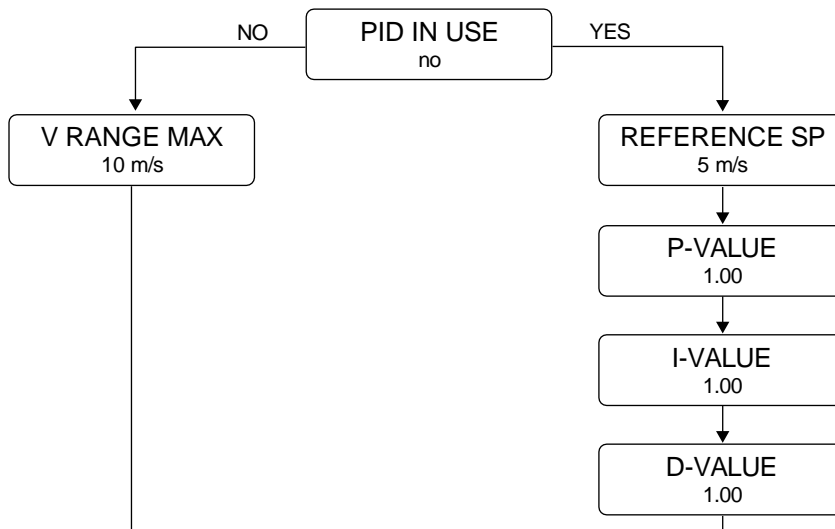 PID IN USE
no
NO
YES
V RANGE MAX
10 m/s
REFERENCE SP
5 m/s
P-VALUE
1.00
I-VALUE
1.00
D-VALUE
1.00